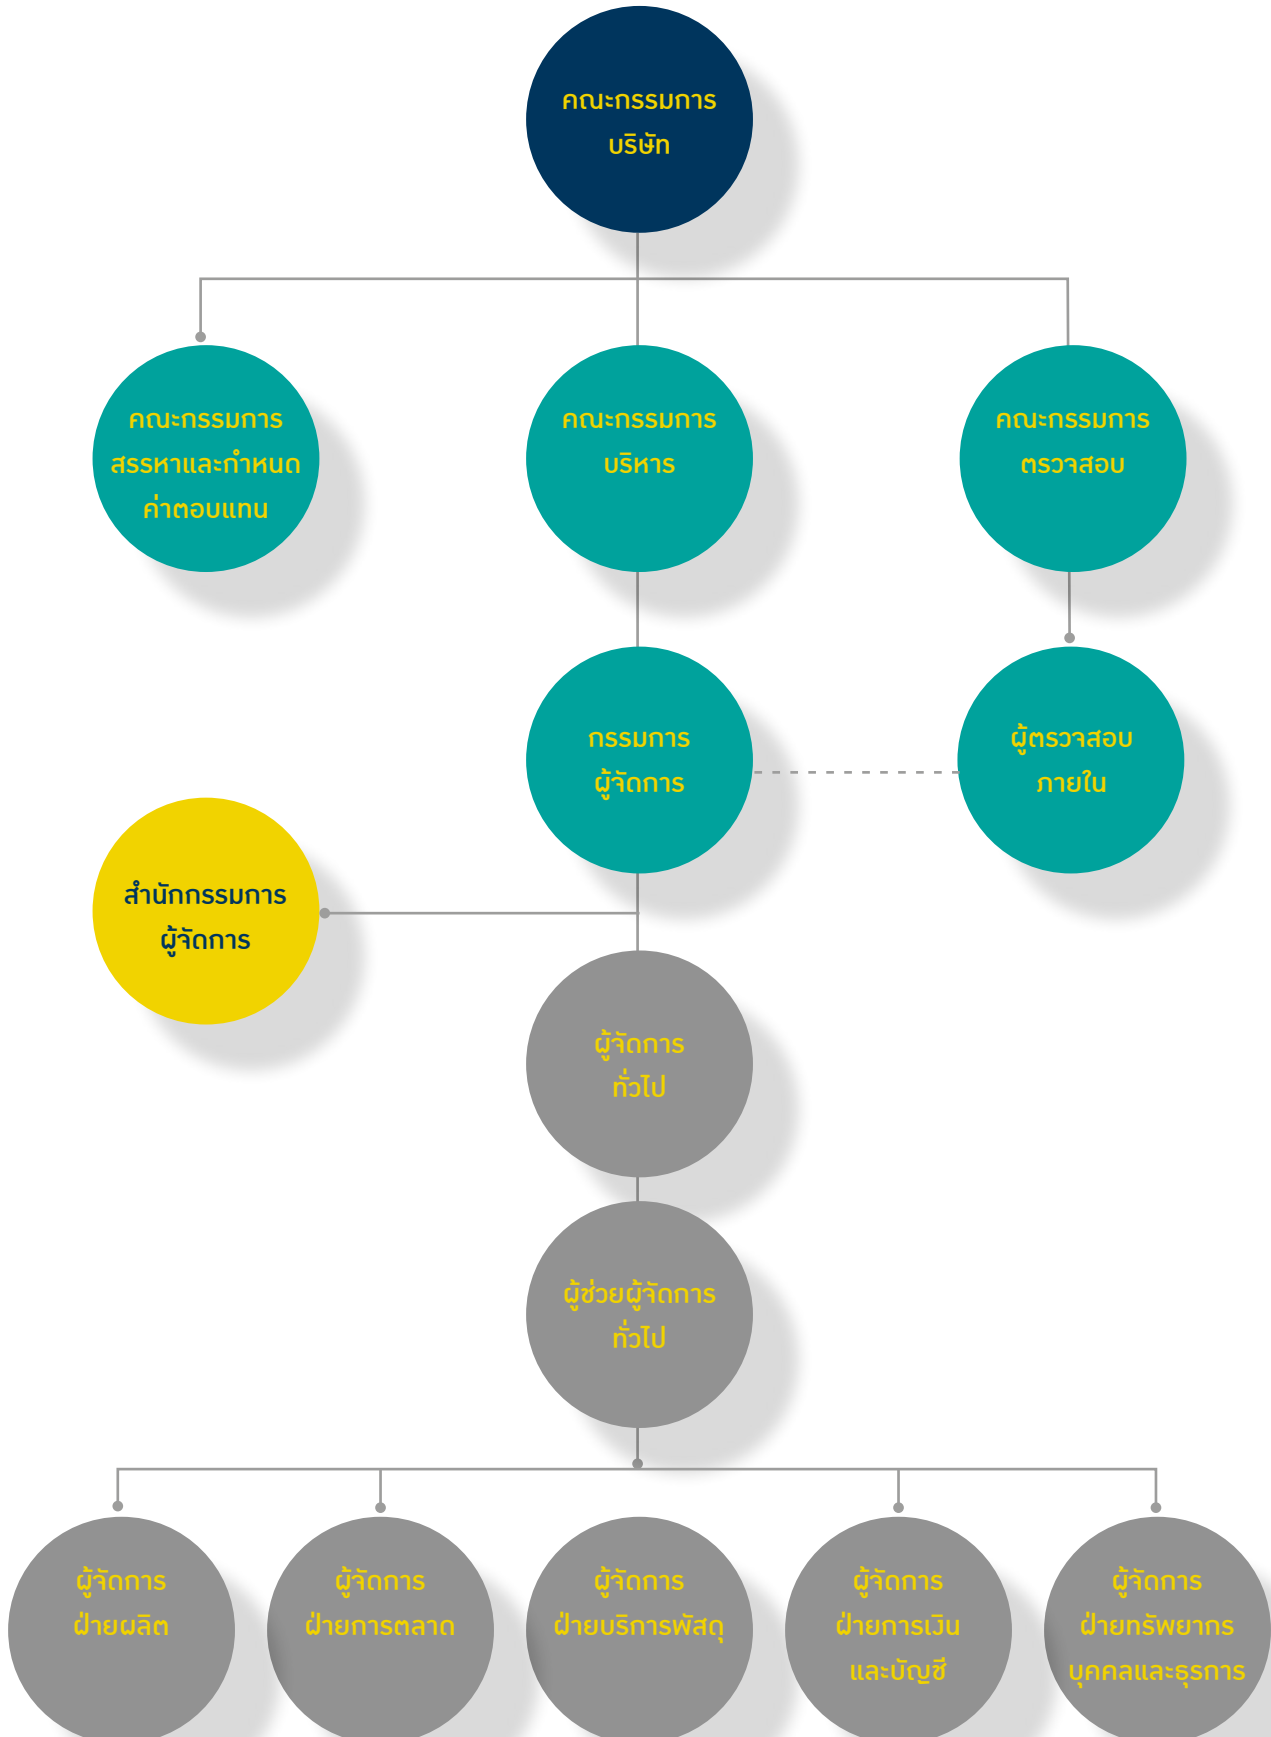 คณะกรรมการ
บริษัท
คณะกรรมการ
สรรหาและกำหนด
ค่าตอบแทน
คณะกรรมการ
บริหาร
คณะกรรมการ
ตรวจสอบ
กรรมการ
ผู้จัดการ
ผู้ตรวจสอบ
ภายใน
สำนักกรรมการ
ผู้จัดการ
ผู้จัดการ
ทั่วไป
ผู้ช่วยผู้จัดการ
ทั่วไป
ผู้จัดการ
ฝ่ายผลิต
ผู้จัดการ
ฝ่ายการตลาด
ผู้จัดการ
ฝ่ายบริการพัสดุ
ผู้จัดการ
ฝ่ายการเงิน
และบัญชี
ผู้จัดการ
ฝ่ายทรัพยากร
บุคคลและธุรการ